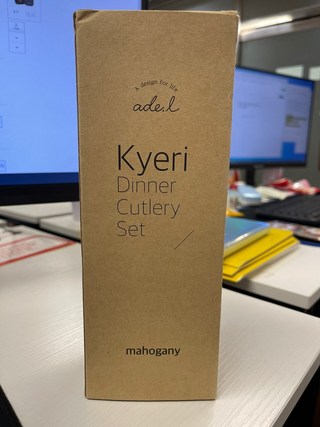 A design for life
ade.l
Kyeri
Dinner
Cutlery
Set
mahogany